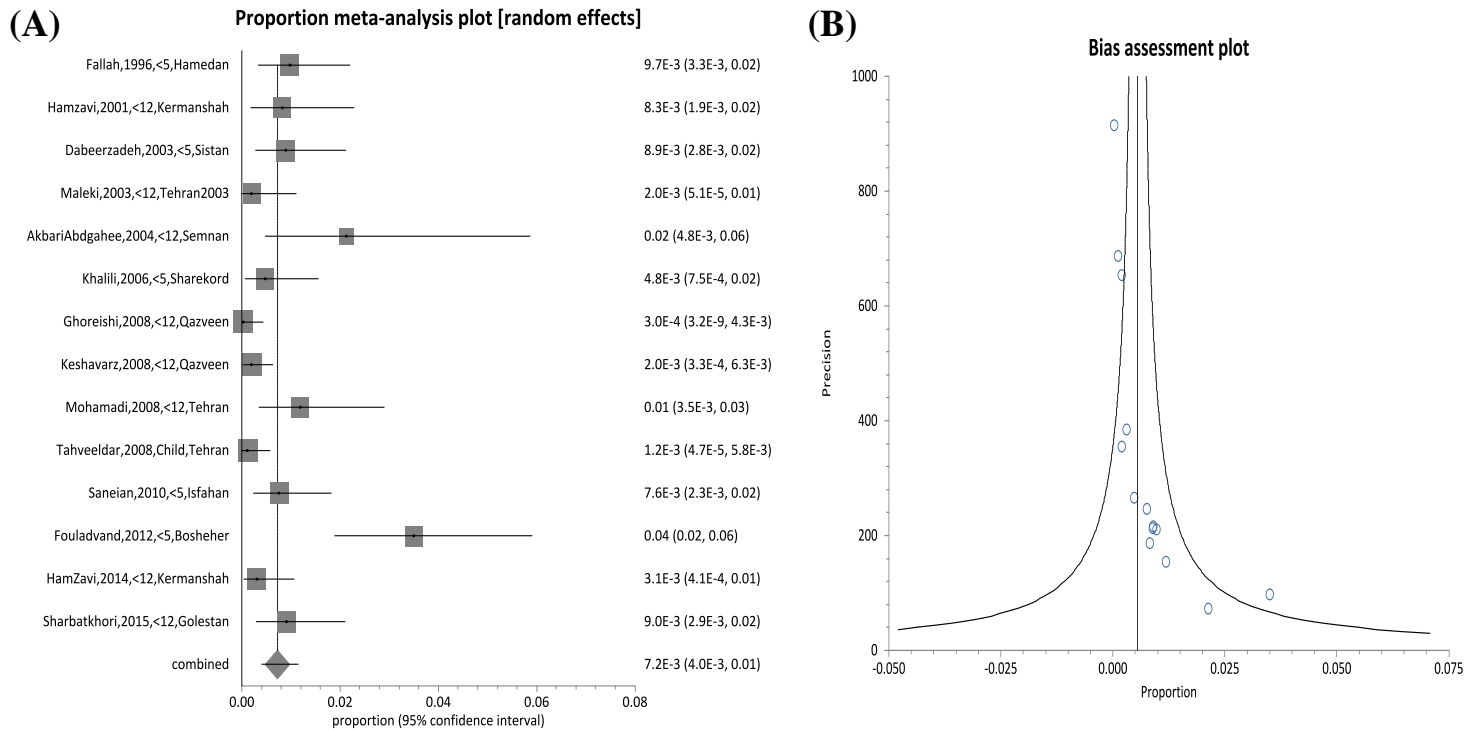 (A)
Proportion meta-analysis plot [random effects]
Fallah,1996,<5,Hamedan 9.7E-3 (3.3E-3, 0.02)
Hamzavi,2001,<12,Kermanshah 8.3E-3 (1.9E-3, 0.02)
Dabeerzadeh,2003,<5,Sistan 8.9E-3 (2.8E-3, 0.02)
Maleki,2003,<12,Tehran2003 2.0E-3 (5.1E-5, 0.01)
AkbariAbdgahee,2004,<12,Semnan 0.02 (4.8E-3, 0.06)
Khalili,2006,<5,Sharekord 4.8E-3 (7.5E-4, 0.02)
Ghoreishi,2008,<12,Qazveen 3.0E-4 (3.2E-9, 4.3E-3)
Keshavarz,2008,<12,Qazveen 2.0E-3 (3.3E-4, 6.3E-3)
Mohamadi,2008,<12,Tehran 0.01 (3.5E-3, 0.03)
Tahveeldar,2008,Child,Tehran 1.2E-3 (4.7E-5, 5.8E-3)
Saneian,2010,<5,Isfahan 7.6E-3 (2.3E-3, 0.02)
Fouladvand,2012,<5,Bosheher 0.04 (0.02, 0.06)
HamZavi,2014,<12,Kermanshah 3.1E-3 (4.1E-4, 0.01)
Sharbatkhori,2015,<12,Golestan 9.0E-3 (2.9E-3, 0.02)
combined 7.2E-3 (4.0E-3, 0.01)
0.00 0.02 0.04 0.06 0.08
proportion (95% confidence interval)
(B)
Bias assessment plot
Precision
1000
800
600
400
200
0
-0.050 -0.025 0.000 0.025 0.050 0.075
Proportion